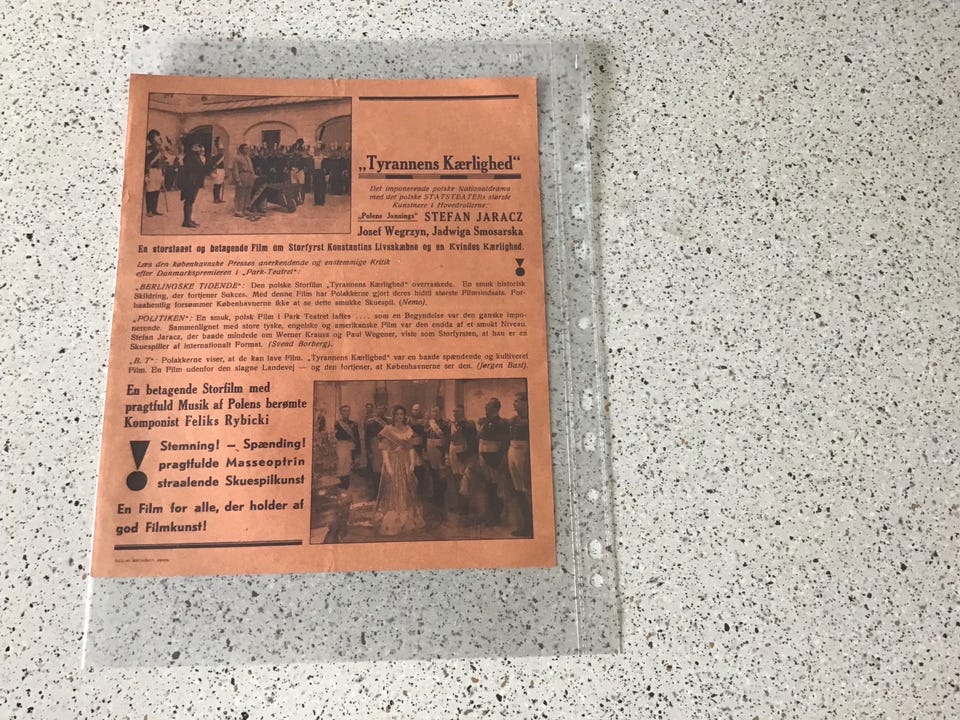 „Tyrannens Kærlighed“
Det imponerende polske Nationaldrama
med det polske STATSTEATERs største
Kunstnere i Hovedrollerne:
„Polens Jannings“ STEFAN JARACZ
Josef Wegrzyn, Jadwiga Smosarska
En storslaaet og betagende Film om Storfyrst Konstantins Livsskæbne og en Kvindes Kærlighed.
Læs den københavnske Presses anerkendende og enstemmige Kritik
efter Danmarkspremieren i „Park-Teatret“:
„BERLINGSKE TIDENDE“: Den polske Storfilm „Tyrannens Kærlighed“ overraskede. En smuk historisk
Skildring, der fortjener Sukces. Med denne Film har Polakkerne gjort deres hidtil største Filmsindsats. For-
haabentlig forsømmer Københavnerne ikke at se dette smukke Skuespil. (Nemo).
„POLITIKEN“: En smuk, polsk Film i Park Teatret iaftes .... som en Begyndelse var den ganske impo-
nerende. Sammenlignet med store tyske, engelske og amerikanske Film var den endda af et smukt Niveau.
Stefan Jaracz, der baade mindede om Werner Krauss og Paul Wegener, viste som Storfyrsten, at han er en
Skuespiller af internationalt Format. (Svend Borberg).
„B. T“: Polakkerne viser, at de kan lave Film. „Tyrannens Kærlighed“ var en baade spændende og kultiveret
Film. En Film udenfor den slagne Landevej — og den fortjener, at Københavnerne ser den. (Jørgen Bast).
En betagende Storfilm med
pragtfuld Musik af Polens berømte
Komponist Feliks Rybicki
Stemning! — Spænding!
pragtfulde Masseoptrin
straalende Skuespilkunst
En Film for alle, der holder af
god Filmkunst!